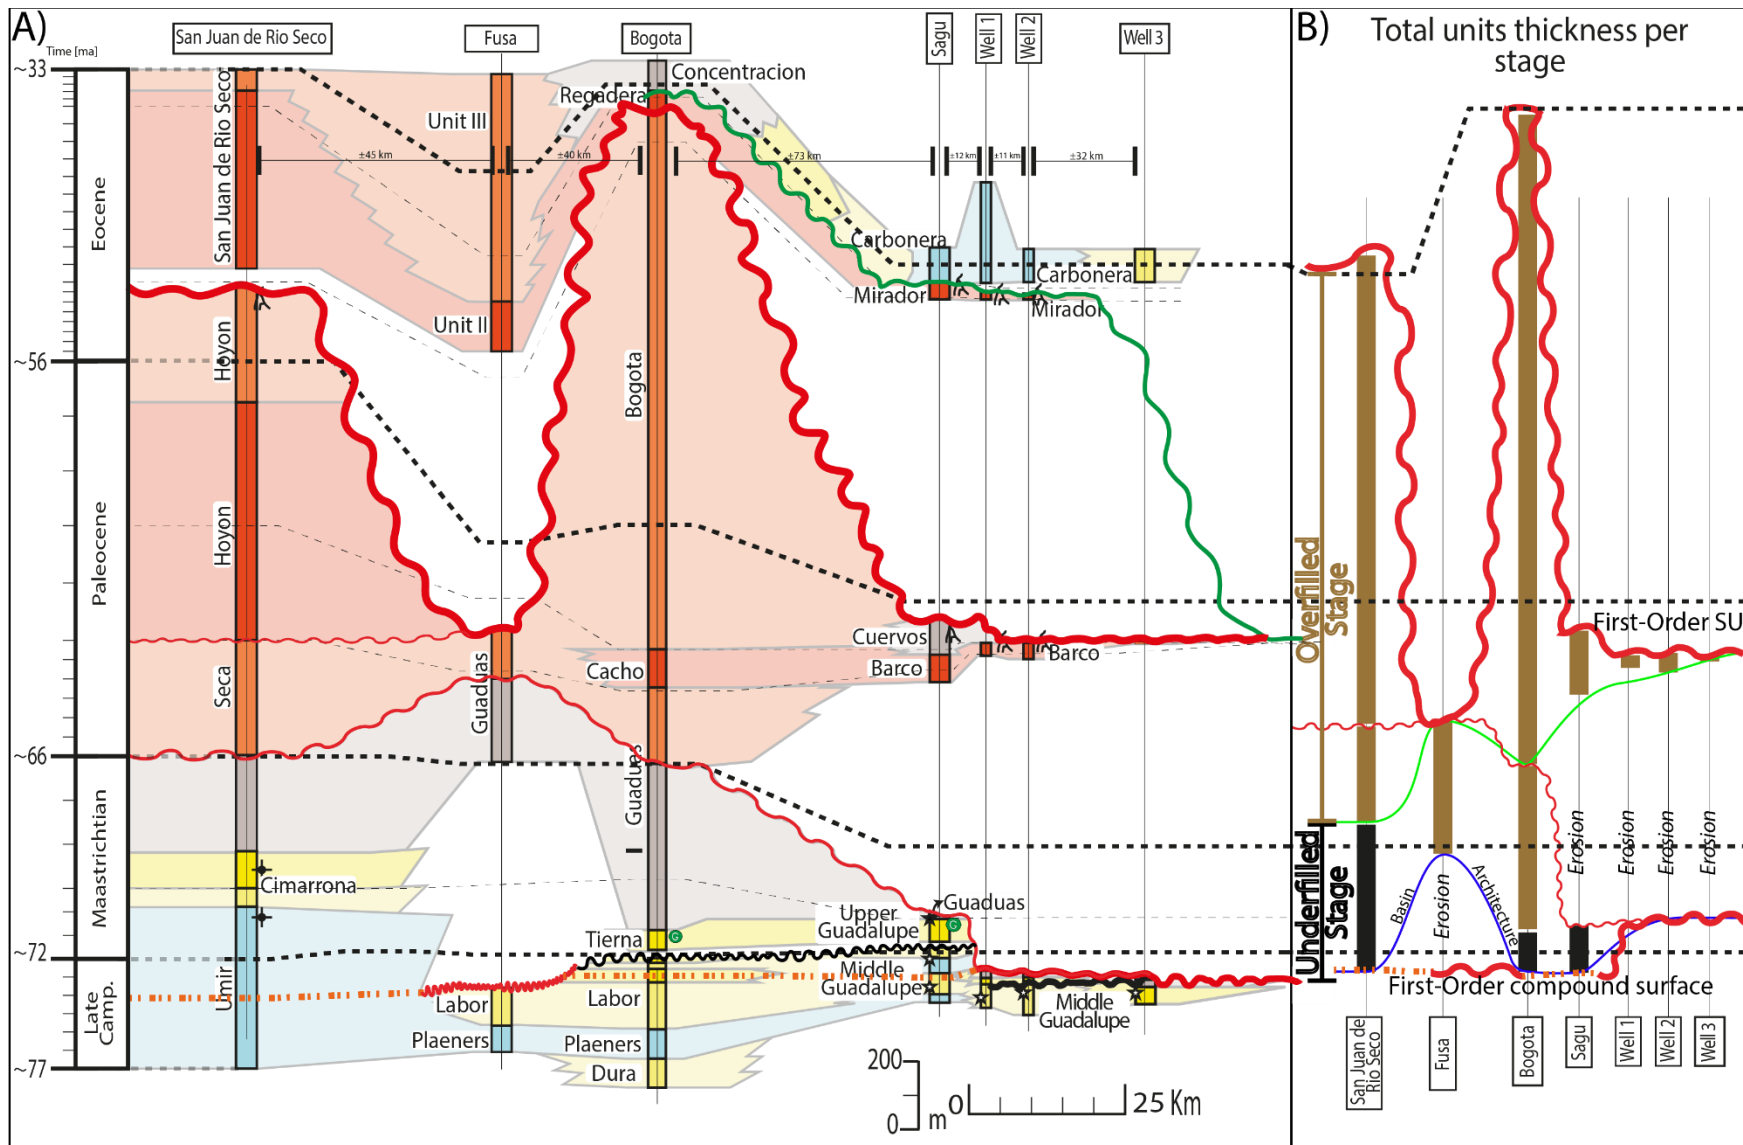 A)
San Juan de Rio Seco
Fusa
Bogota
Sagu
Well 1
Well 2
Well 3
Time [ma]
~33
~56
~66
~72
~77
Eocene
Paleocene
Maastrichtian
Late
Camp.
San Juan de Rio Seco
Hoyon
Hoyon
Seca
Cimarrona
Umir
Unit III
Unit II
Guaduas
Labor
Plaeners
Concentracion
Regadera
Bogota
Cacho
Guadues
Tierna
Labor
Plaeners
Dura
±45 km
±40 km
±73 km
±12 km
±11 km
±32 km
Carbonera
Mirador
Carbonera
Mirador
Cuervos
Barco
Barco
Guaduas
Upper
Guadalupe
G
G
Middle
Guadalupe
Middle
Guadalupe
200
0
m
0
25 Km
B)
Total units thickness per
stage
Overfilled
Stage
Underfilled
Stage
First-Order SU
Basin
Architecture
Erosion
Erosion
Erosion
Erosion
Erosion
First-Order compound surface
San Juan de
Rio Seco
Fusa
Bogota
Sagu
Well 1
Well 2
Well 3